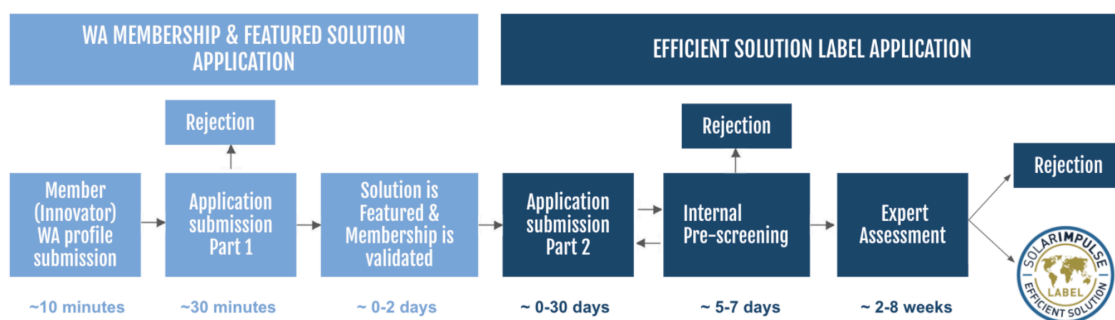 WA MEMBERSHIP & FEATURED SOLUTION
APPLICATION
EFFICIENT SOLUTION LABEL APPLICATION
Rejection
Rejection
Rejection
Member
(Innovator)
WA profile
submission
Application
submission
Part 1
Solution is
Featured &
Membership is
validated
Application
submission
Part 2
Internal
Pre-screening
Expert
Assessment
SOLARIMPULSE
LABEL
EFFICIENT SOLUTION
~10 minutes
~30 minutes
~ 0-2 days
~ 0-30 days
~ 5-7 days
~ 2-8 weeks